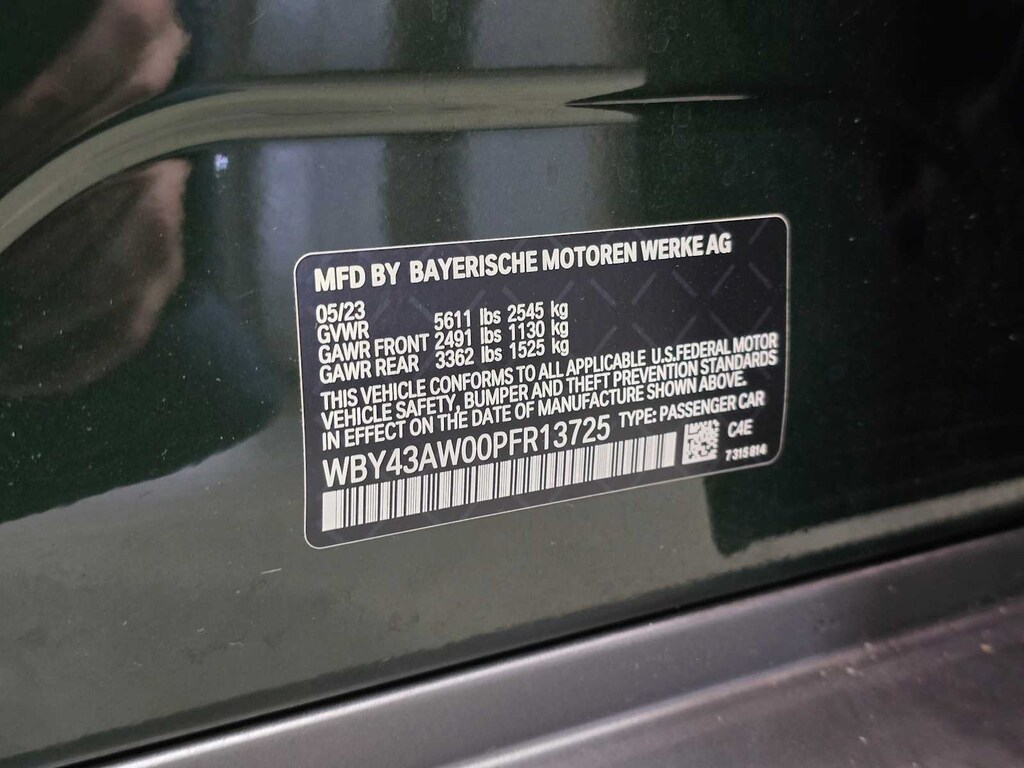 MFD BY BAYERISCHE MOTOREN WERKE AG
05/23
GVWR 5611 lbs 2545 kg
GAWR FRONT 2491 lbs 1130 kg
GAWR REAR 3362 lbs 1525 kg
THIS VEHICLE CONFORMS TO ALL APPLICABLE U.S.FEDERAL MOTOR
VEHICLE SAFETY, BUMPER AND THEFT PREVENTION STANDARDS
IN EFFECT ON THE DATE OF MANUFACTURE SHOWN ABOVE.
WBY43AW00PFR13725 TYPE: PASSENGER CAR
C4E
7315814